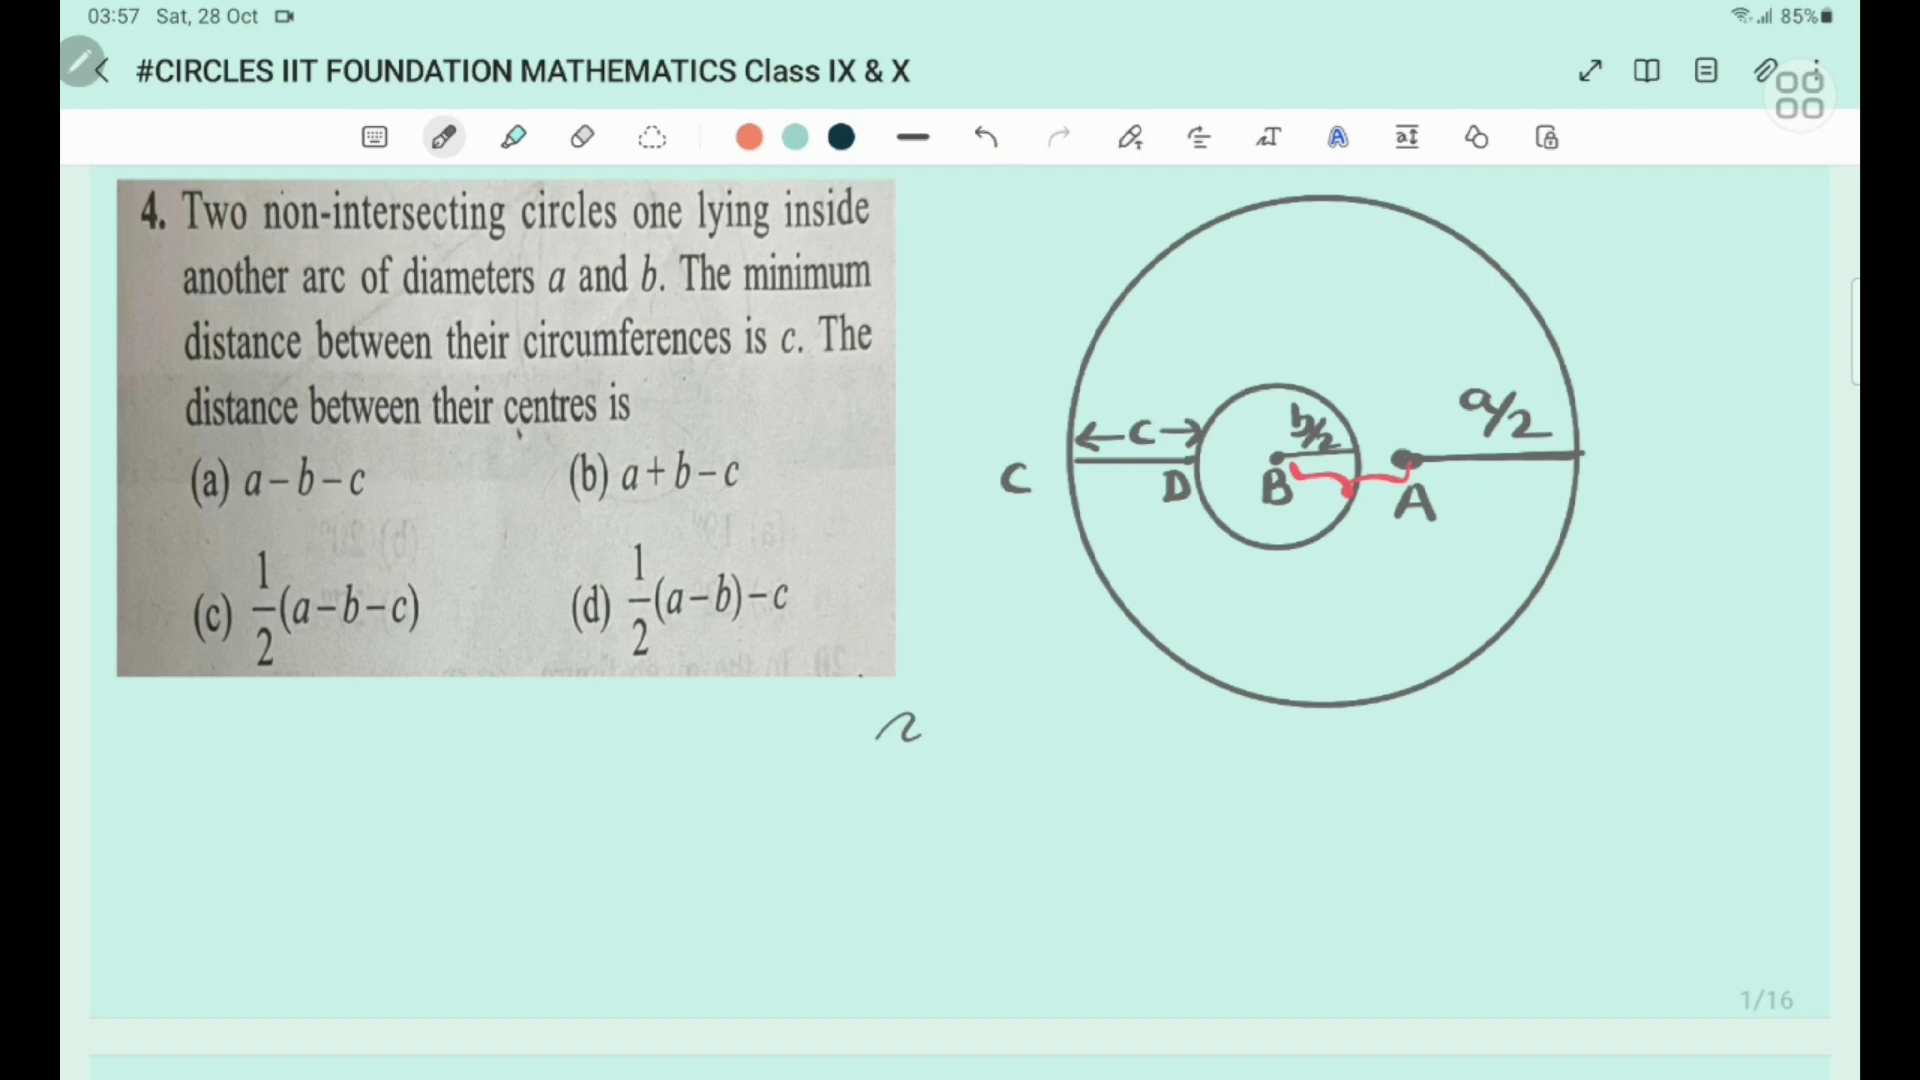 03:57 Sat, 28 Oct
85%
#CIRCLES IIT FOUNDATION MATHEMATICS Class IX & X
4. Two non-intersecting circles one lying inside
another arc of diameters a and b. The minimum
distance between their circumferences is c. The
distance between their centres is
(a) a – b – c
(b) a + b – c
(c) 1/2 (a – b – c)
(d) 1/2 (a – b) – c
a/2
b/2
←c→
C
D
B
A
1/16